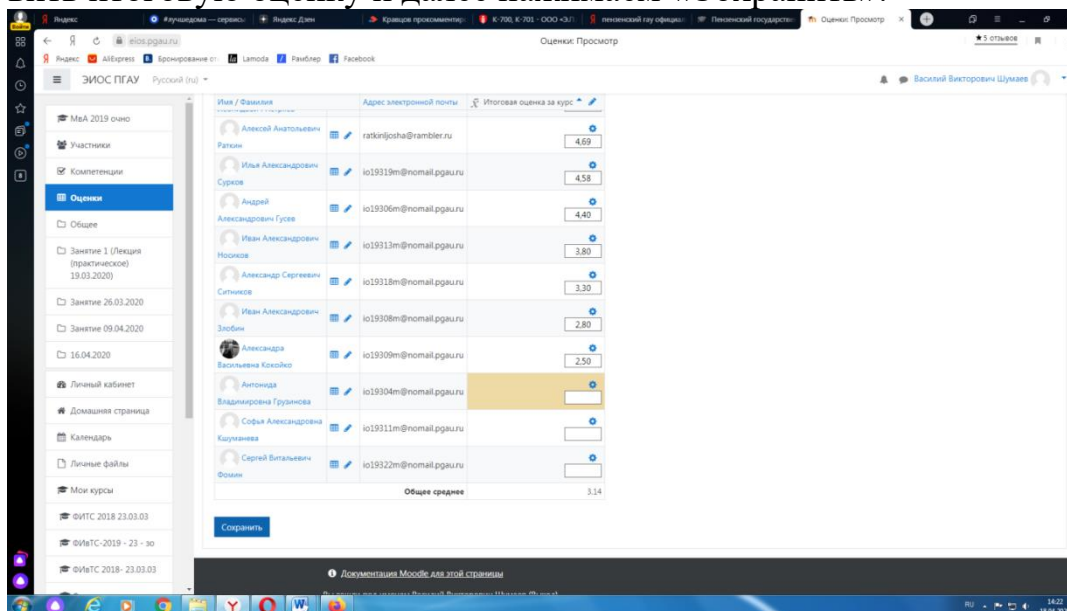 вить итоговую оценку и далее нажимаем «Сохранить».
Яндекс
#лучшедома — сервисы
Яндекс Дзен
Кравцов прокомментир
К-700, К-701 - ООО «З.П
пензенский гау официал
Пензенский государстве
Оценки: Просмотр
eios.pgau.ru
Оценки: Просмотр
★ 5 отзывов
Яндекс
AliExpress
Бронирование от
Lamoda
Рамблер
Facebook
ЭИОС ПГАУ
Русский (ru)
Василий Викторович Шумаев
МвА 2019 очно
Участники
Компетенции
Оценки
Общее
Занятие 1 (Лекция
(практическое)
19.03.2020)
Занятие 26.03.2020
Занятие 09.04.2020
16.04.2020
Личный кабинет
Домашняя страница
Календарь
Личные файлы
Мои курсы
ФИТС 2018 23.03.03
ФИвТС-2019 - 23 - зо
ФИвТС 2018- 23.03.03
Имя / Фамилия
Адрес электронной почты
Итоговая оценка за курс
Алексей Анатольевич
Раткин
ratkinljosha@rambler.ru
4,69
Илья Александрович
Сурков
io19319m@nomail.pgau.ru
4,58
Андрей
Александрович Гусев
io19306m@nomail.pgau.ru
4,40
Иван Александрович
Носиков
io19313m@nomail.pgau.ru
3,80
Александр Сергеевич
Ситников
io19318m@nomail.pgau.ru
3,30
Иван Александрович
Злобин
io19308m@nomail.pgau.ru
2,80
Александра
Васильевна Кокойко
io19309m@nomail.pgau.ru
2,50
Антонида
Владимировна Грузинова
io19304m@nomail.pgau.ru
Софья Александровна
Кшуманева
io19311m@nomail.pgau.ru
Сергей Витальевич
Фомин
io19322m@nomail.pgau.ru
Общее среднее
3,14
Сохранить
Документация Moodle для этой страницы
RU
14:22